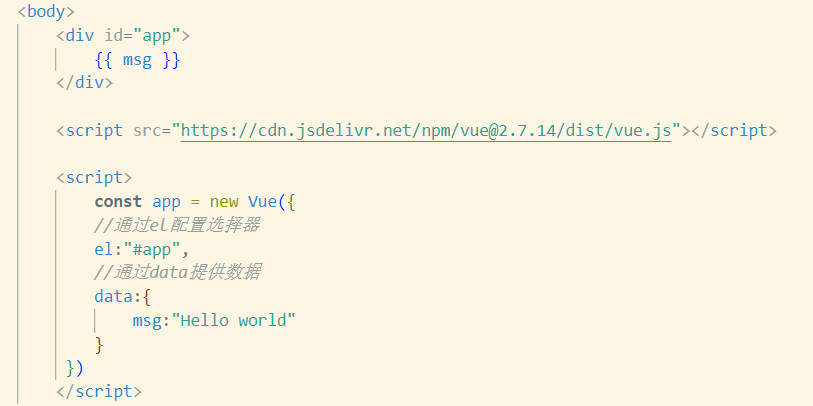 <body>
<div id="app">
{{ msg }}
</div>
<script src="https://cdn.jsdelivr.net/npm/vue@2.7.14/dist/vue.js"></script>
<script>
const app = new Vue({
//通过el配置选择器
el:"#app",
//通过data提供数据
data:{
msg:"Hello world"
}
})
</script>